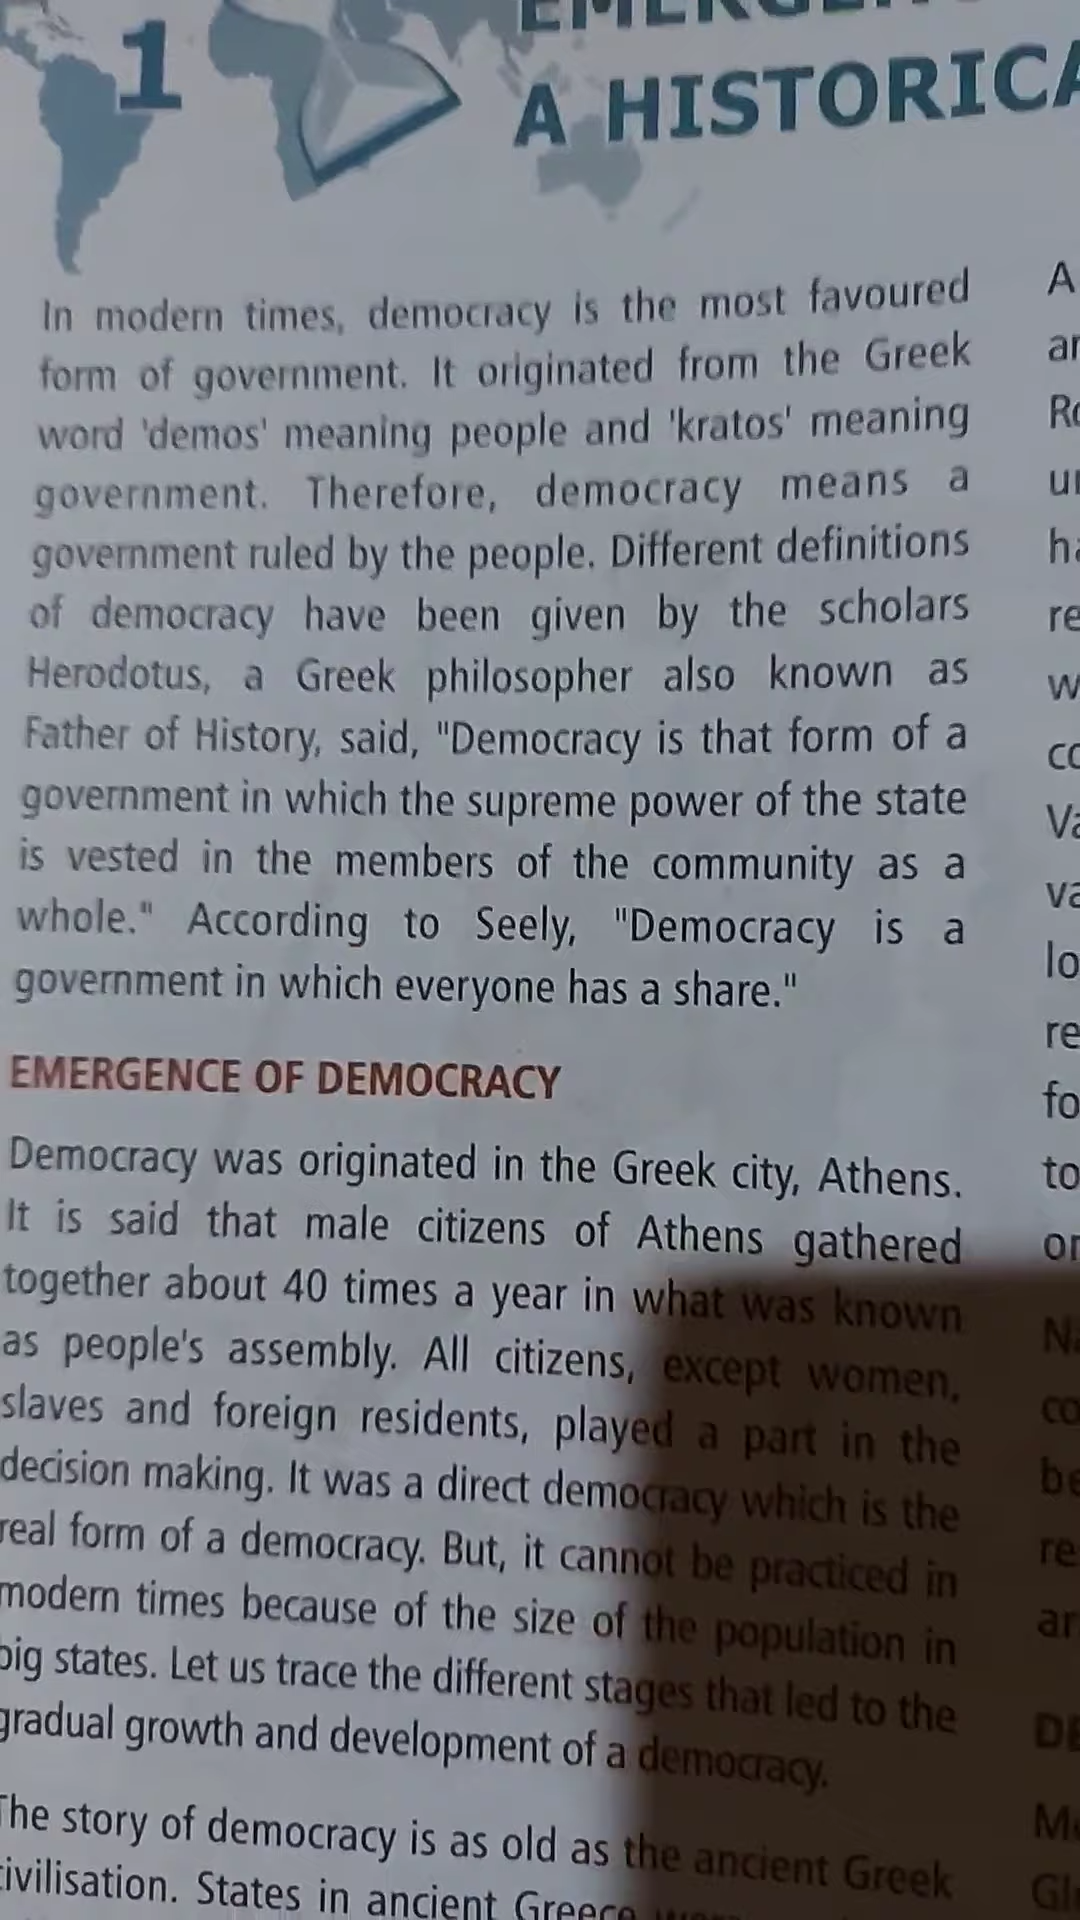 1
A HISTORICA
In modern times, democracy is the most favoured
form of government. It originated from the Greek
word 'demos' meaning people and 'kratos' meaning
government. Therefore, democracy means a
government ruled by the people. Different definitions
of democracy have been given by the scholars
Herodotus, a Greek philosopher also known as
Father of History, said, "Democracy is that form of a
government in which the supreme power of the state
is vested in the members of the community as a
whole." According to Seely, "Democracy is a
government in which everyone has a share."
EMERGENCE OF DEMOCRACY
Democracy was originated in the Greek city, Athens.
It is said that male citizens of Athens gathered
together about 40 times a year in what was known
as people's assembly. All citizens, except women,
slaves and foreign residents, played a part in the
decision making. It was a direct democracy which is the
real form of a democracy. But, it cannot be practiced in
modern times because of the size of the population in
big states. Let us trace the different stages that led to the
gradual growth and development of a democracy.
The story of democracy is as old as the ancient Greek
civilisation. States in ancient Greece were